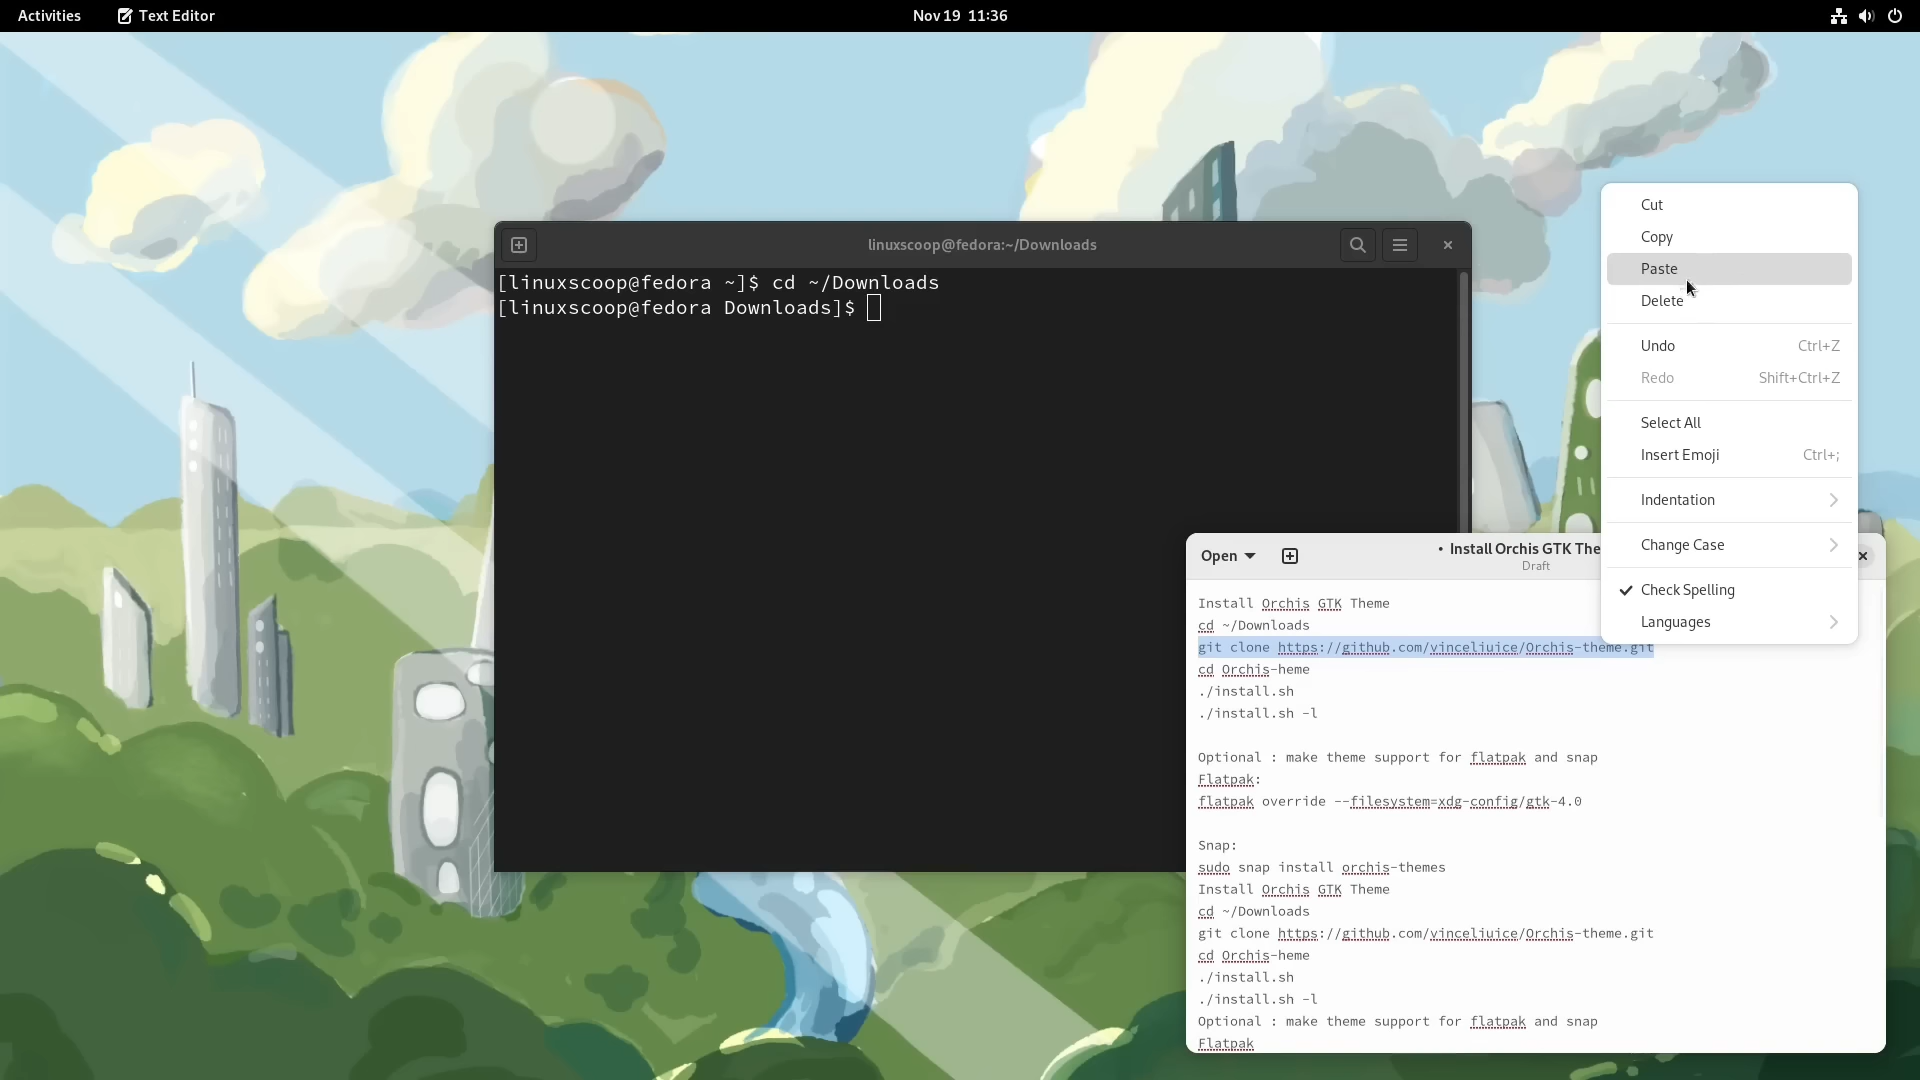 Activities
Text Editor
Nov 19 11:36
linuxscoop@fedora:~/Downloads
[linuxscoop@fedora ~]$ cd ~/Downloads
[linuxscoop@fedora Downloads]$
Cut
Copy
Paste
Delete
Undo Ctrl+Z
Redo Shift+Ctrl+Z
Select All
Insert Emoji Ctrl+;
Indentation
Change Case
Check Spelling
Languages
Open
• Install Orchis GTK The
Draft
Install Orchis GTK Theme
cd ~/Downloads
git clone https://github.com/vinceliuice/Orchis-theme.git
cd Orchis-heme
./install.sh
./install.sh -l
Optional : make theme support for flatpak and snap
Flatpak:
flatpak override --filesystem=xdg-config/gtk-4.0
Snap:
sudo snap install orchis-themes
Install Orchis GTK Theme
cd ~/Downloads
git clone https://github.com/vinceliuice/Orchis-theme.git
cd Orchis-heme
./install.sh
./install.sh -l
Optional : make theme support for flatpak and snap
Flatpak